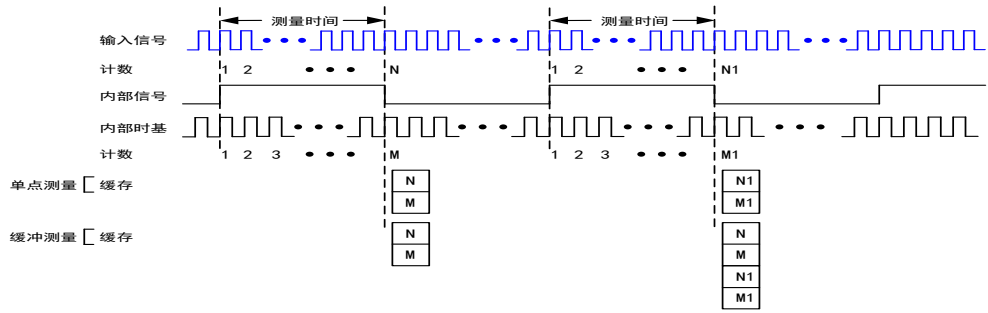 测量时间 测量时间
输入信号
计数 1 2 N 1 2 N1
内部信号
内部时基
计数 1 2 3 M 1 2 3 M1
单点测量 缓存 N N1
M M1
缓冲测量 缓存 N N
M M
N1
M1